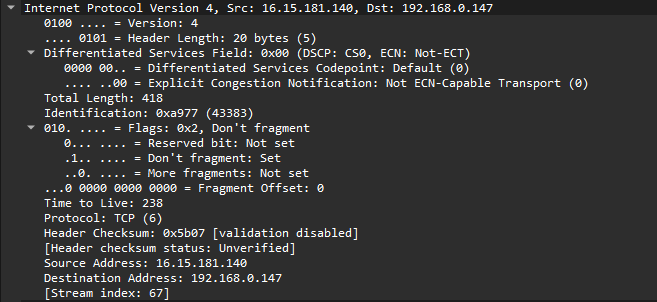 Internet Protocol Version 4, Src: 16.15.181.140, Dst: 192.168.0.147
0100 .... = Version: 4
.... 0101 = Header Length: 20 bytes (5)
Differentiated Services Field: 0x00 (DSCP: CS0, ECN: Not-ECT)
0000 00.. = Differentiated Services Codepoint: Default (0)
.... ..00 = Explicit Congestion Notification: Not ECN-Capable Transport (0)
Total Length: 418
Identification: 0xa977 (43383)
010. .... = Flags: 0x2, Don't fragment
0... .... = Reserved bit: Not set
.1.. .... = Don't fragment: Set
..0. .... = More fragments: Not set
...0 0000 0000 0000 = Fragment Offset: 0
Time to Live: 238
Protocol: TCP (6)
Header Checksum: 0x5b07 [validation disabled]
[Header checksum status: Unverified]
Source Address: 16.15.181.140
Destination Address: 192.168.0.147
[Stream index: 67]